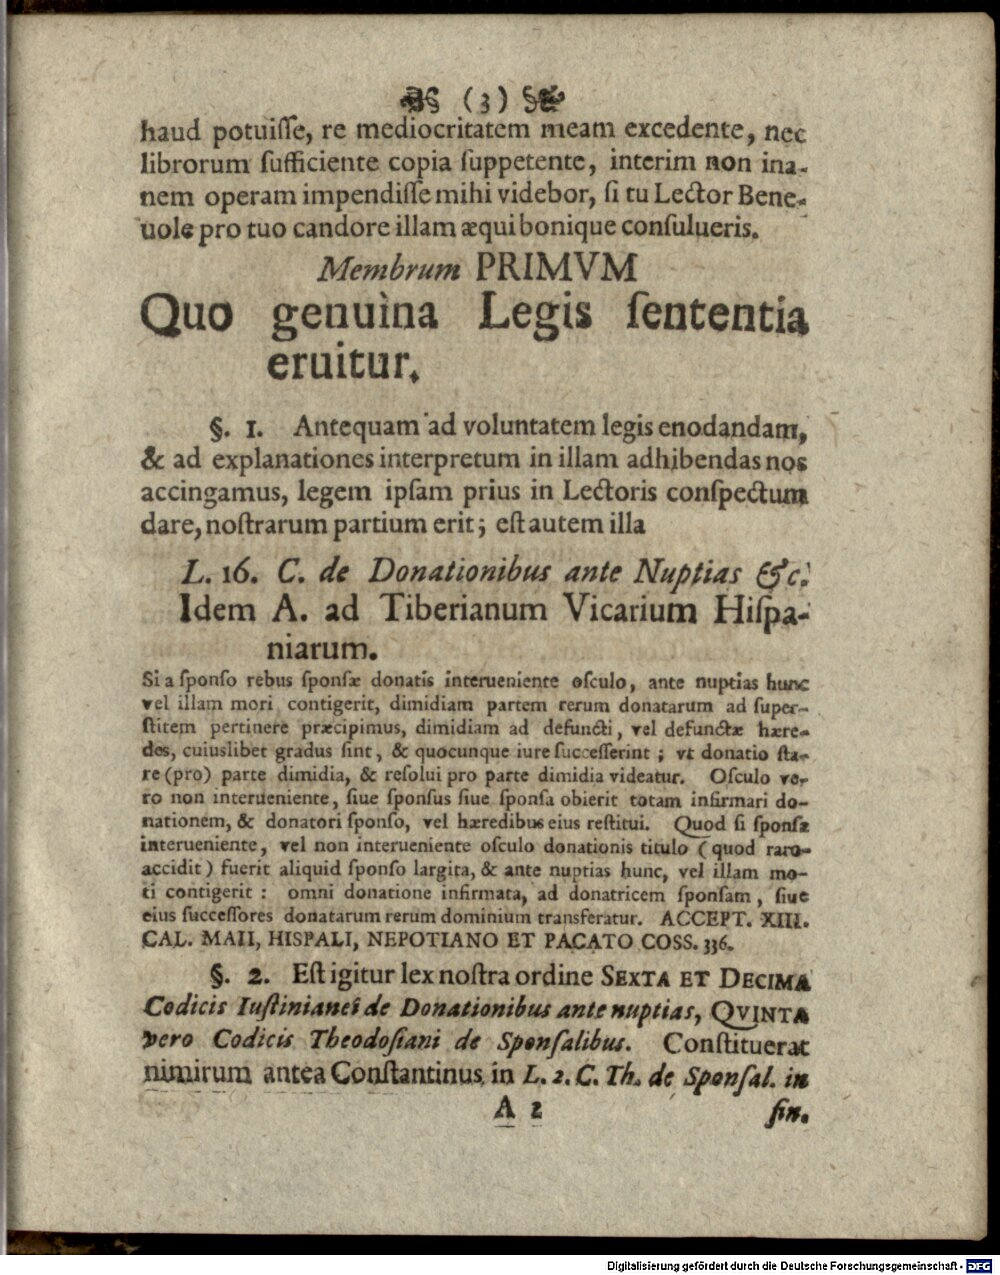 (3)
haud potuiſſe, re mediocritatem meam excedente, nec
librorum ſufficiente copia ſuppetente, interim non ina-
nem operam impendiſſe mihi videbor, ſi tu Lector Bene-
uole pro tuo candore illam æqui bonique conſulueris.
Membrum PRIMVM
Quo genuìna Legis ſententia
eruitur.
§. 1. Antequam ad voluntatem legis enodandam,
& ad explanationes interpretum in illam adhibendas nos
accingamus, legem ipſam prius in Lectoris conſpectum
dare, noſtrarum partium erit; eſt autem illa
L. 16. C. de Donationibus ante Nuptias &c.
Idem A. ad Tiberianum Vicarium Hiſpa-
niarum.
Si a ſponſo rebus ſponſæ donatis interueniente oſculo, ante nuptias hunc
vel illam mori contigerit, dimidiam partem rerum donatarum ad ſuper-
ſtitem pertinere præcipimus, dimidiam ad defuncti, vel defunctæ hære-
des, cuiuslibet gradus ſint, & quocunque iure ſucceſſerint; vt donatio ſta-
re (pro) parte dimidia, & reſolui pro parte dimidia videatur. Oſculo ve-
ro non interueniente, ſiue ſponſus ſiue ſponſa obierit totam infirmari do-
nationem, & donatori ſponſo, vel hæredibus eius reſtitui. Quod ſi ſponſæ
interueniente, vel non interueniente oſculo donationis titulo (quod raro-
accidit) fuerit aliquid ſponſo largita, & ante nuptias hunc, vel illam mo-
ri contigerit: omni donatione infirmata, ad donatricem ſponſam, ſiue
eius ſucceſſores donatarum rerum dominium transferatur. ACCEPT. XIII.
CAL. MAII, HISPALI, NEPOTIANO ET PACATO COSS. 336.
§. 2. Eſt igitur lex noſtra ordine SEXTA ET DECIMA
Codicis Iuſtinianei de Donationibus ante nuptias, QVINTA
vero Codicis Theodoſiani de Sponſalibus. Conſtituerat
nimirum antea Conſtantinus in L. 2. C. Th. de Sponſal. in
A 2 fin.
Digitalisierung gefördert durch die Deutsche Forschungsgemeinschaft - DFG